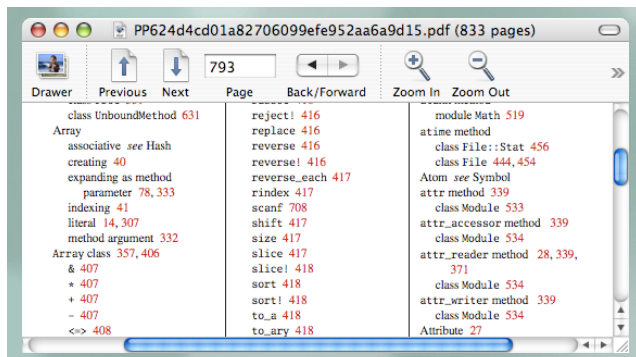 PP624d4cd01a82706099efe952aa6a9d15.pdf (833 pages)
793
Drawer Previous Next Page Back/Forward Zoom In Zoom Out
class UnboundMethod 631
Array
associative see Hash
creating 40
expanding as method
parameter 78, 333
indexing 41
literal 14, 307
method argument 332
Array class 357, 406
& 407
* 407
+ 407
– 407
<=> 408
reject! 416
replace 416
reverse 416
reverse! 416
reverse_each 417
rindex 417
scanf 708
shift 417
size 417
slice 417
slice! 418
sort 418
sort! 418
to_a 418
to_ary 418
module Math 519
atime method
class File::Stat 456
class File 444, 454
Atom see Symbol
attr method 339
class Module 533
attr_accessor method 339
class Module 534
attr_reader method 28, 339,
371
class Module 534
attr_writer method 339
class Module 534
Attribute 27